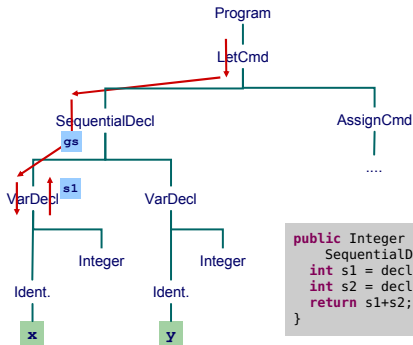 Program
LetCmd
SequentialDecl
AssignCmd
gs
....
VarDecl
s1
VarDecl
Integer
Integer
Ident.
Ident.
x
y
public Integer
SequentialD
int s1 = decl
int s2 = decl
return s1+s2;
}